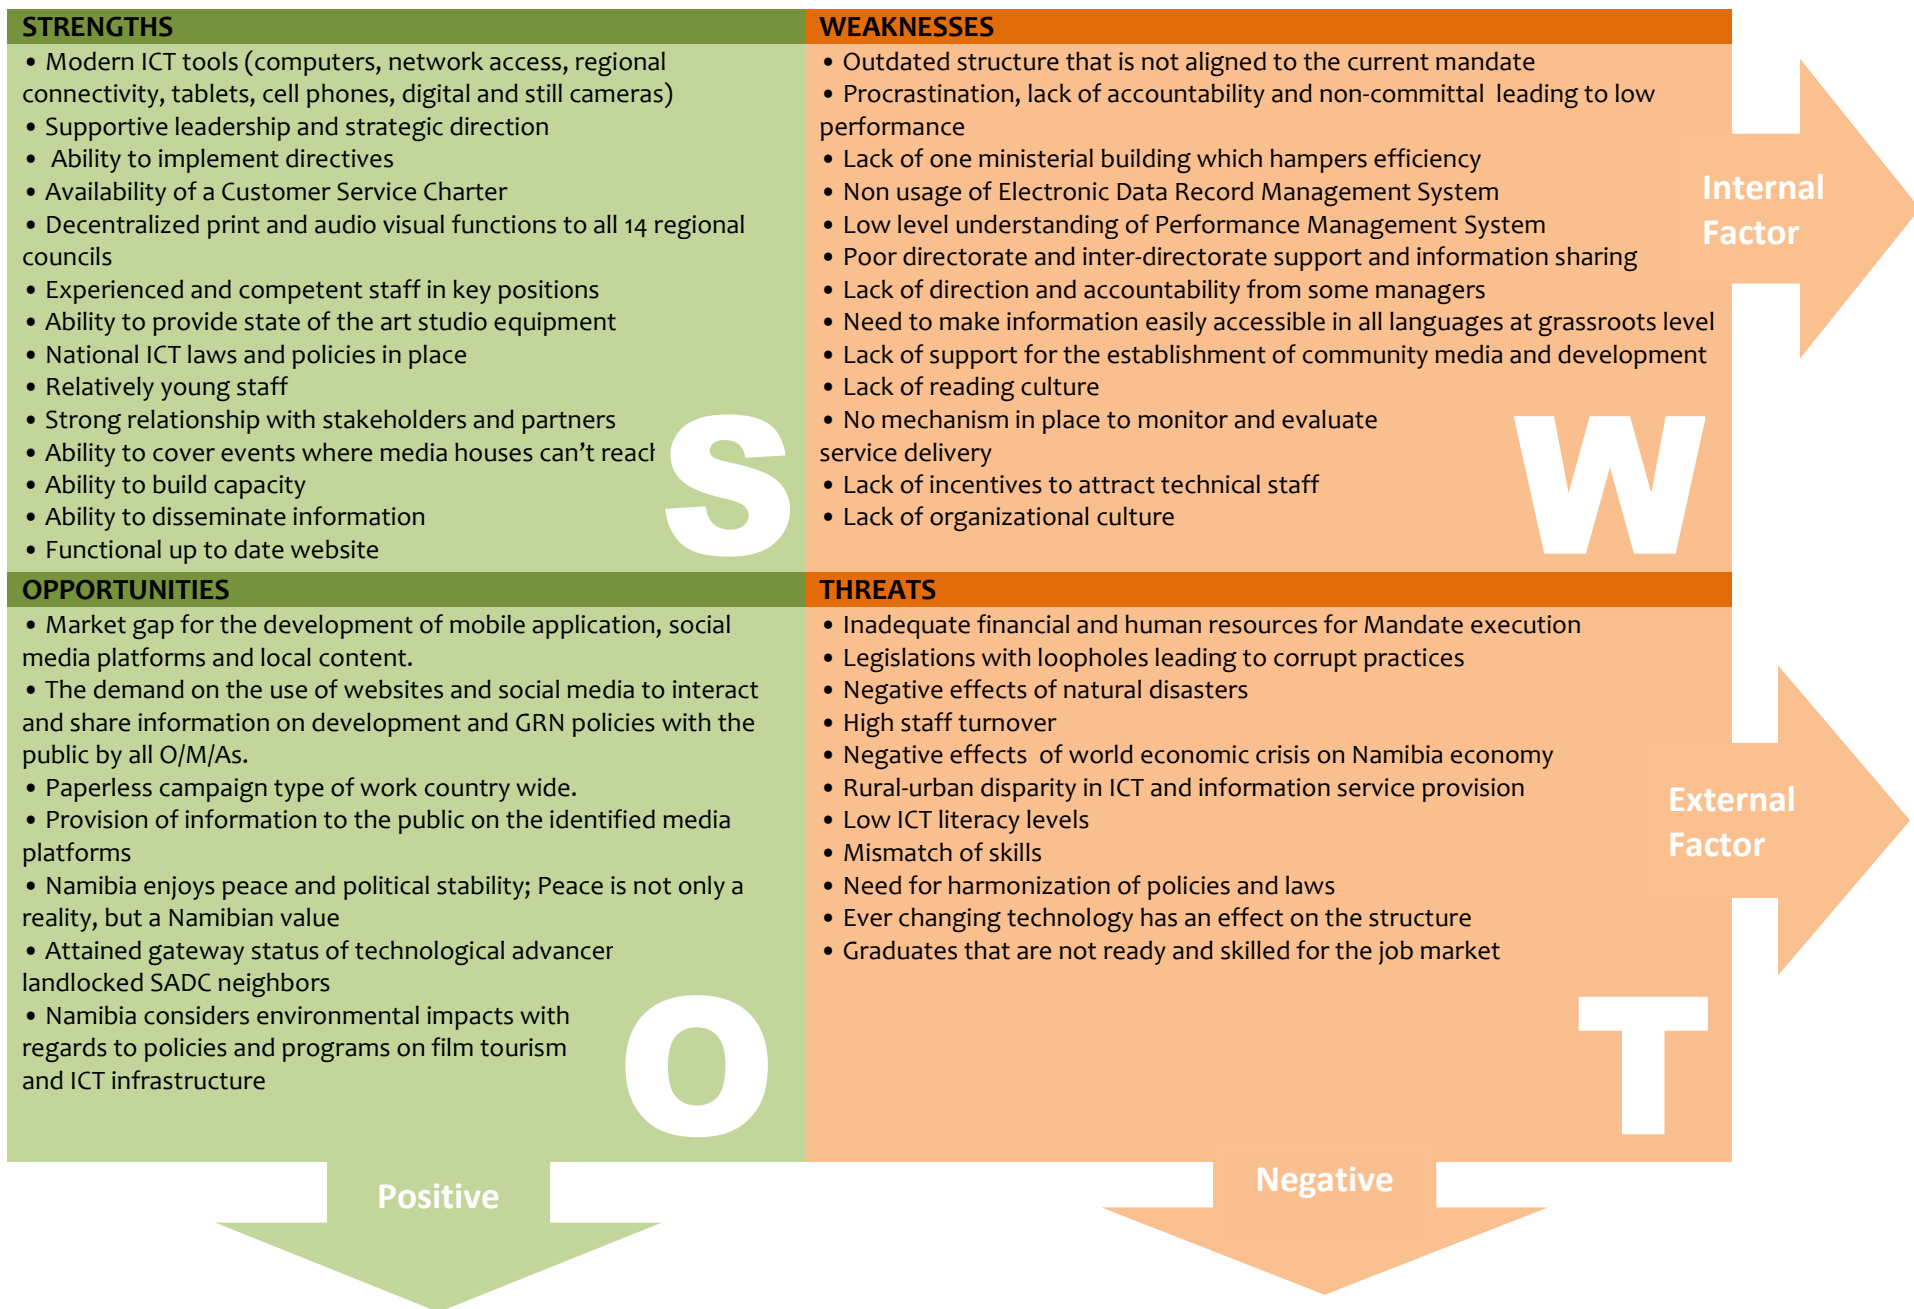 STRENGTHS
• Modern ICT tools (computers, network access, regional
connectivity, tablets, cell phones, digital and still cameras)
• Supportive leadership and strategic direction
• Ability to implement directives
• Availability of a Customer Service Charter
• Decentralized print and audio visual functions to all 14 regional
councils
• Experienced and competent staff in key positions
• Ability to provide state of the art studio equipment
• National ICT laws and policies in place
• Relatively young staff
• Strong relationship with stakeholders and partners
• Ability to cover events where media houses can't reach
• Ability to build capacity
• Ability to disseminate information
• Functional up to date website
S
WEAKNESSES
• Outdated structure that is not aligned to the current mandate
• Procrastination, lack of accountability and non-committal leading to low
performance
• Lack of one ministerial building which hampers efficiency
• Non usage of Electronic Data Record Management System
• Low level understanding of Performance Management System
• Poor directorate and inter-directorate support and information sharing
• Lack of direction and accountability from some managers
• Need to make information easily accessible in all languages at grassroots level
• Lack of support for the establishment of community media and development
• Lack of reading culture
• No mechanism in place to monitor and evaluate
service delivery
• Lack of incentives to attract technical staff
• Lack of organizational culture
W
Internal
Factor
OPPORTUNITIES
• Market gap for the development of mobile application, social
media platforms and local content.
• The demand on the use of websites and social media to interact
and share information on development and GRN policies with the
public by all O/M/As.
• Paperless campaign type of work country wide.
• Provision of information to the public on the identified media
platforms
• Namibia enjoys peace and political stability; Peace is not only a
reality, but a Namibian value
• Attained gateway status of technological
landlocked SADC neighbors
• Namibia considers environmental impacts with
regards to policies and programs on film tourism
and ICT infrastructure
O
THREATS
• Inadequate financial and human resources for Mandate execution
• Legislations with loopholes leading to corrupt practices
• Negative effects of natural disasters
• High staff turnover
• Negative effects of world economic crisis on Namibia economy
• Rural-urban disparity in ICT and information service provision
• Low ICT literacy levels
• Mismatch of skills
• Need for harmonization of policies and laws
• Ever changing technology has an effect on the structure
• Graduates that are not ready and skilled for the job market
T
External
Factor
Positive
Negative